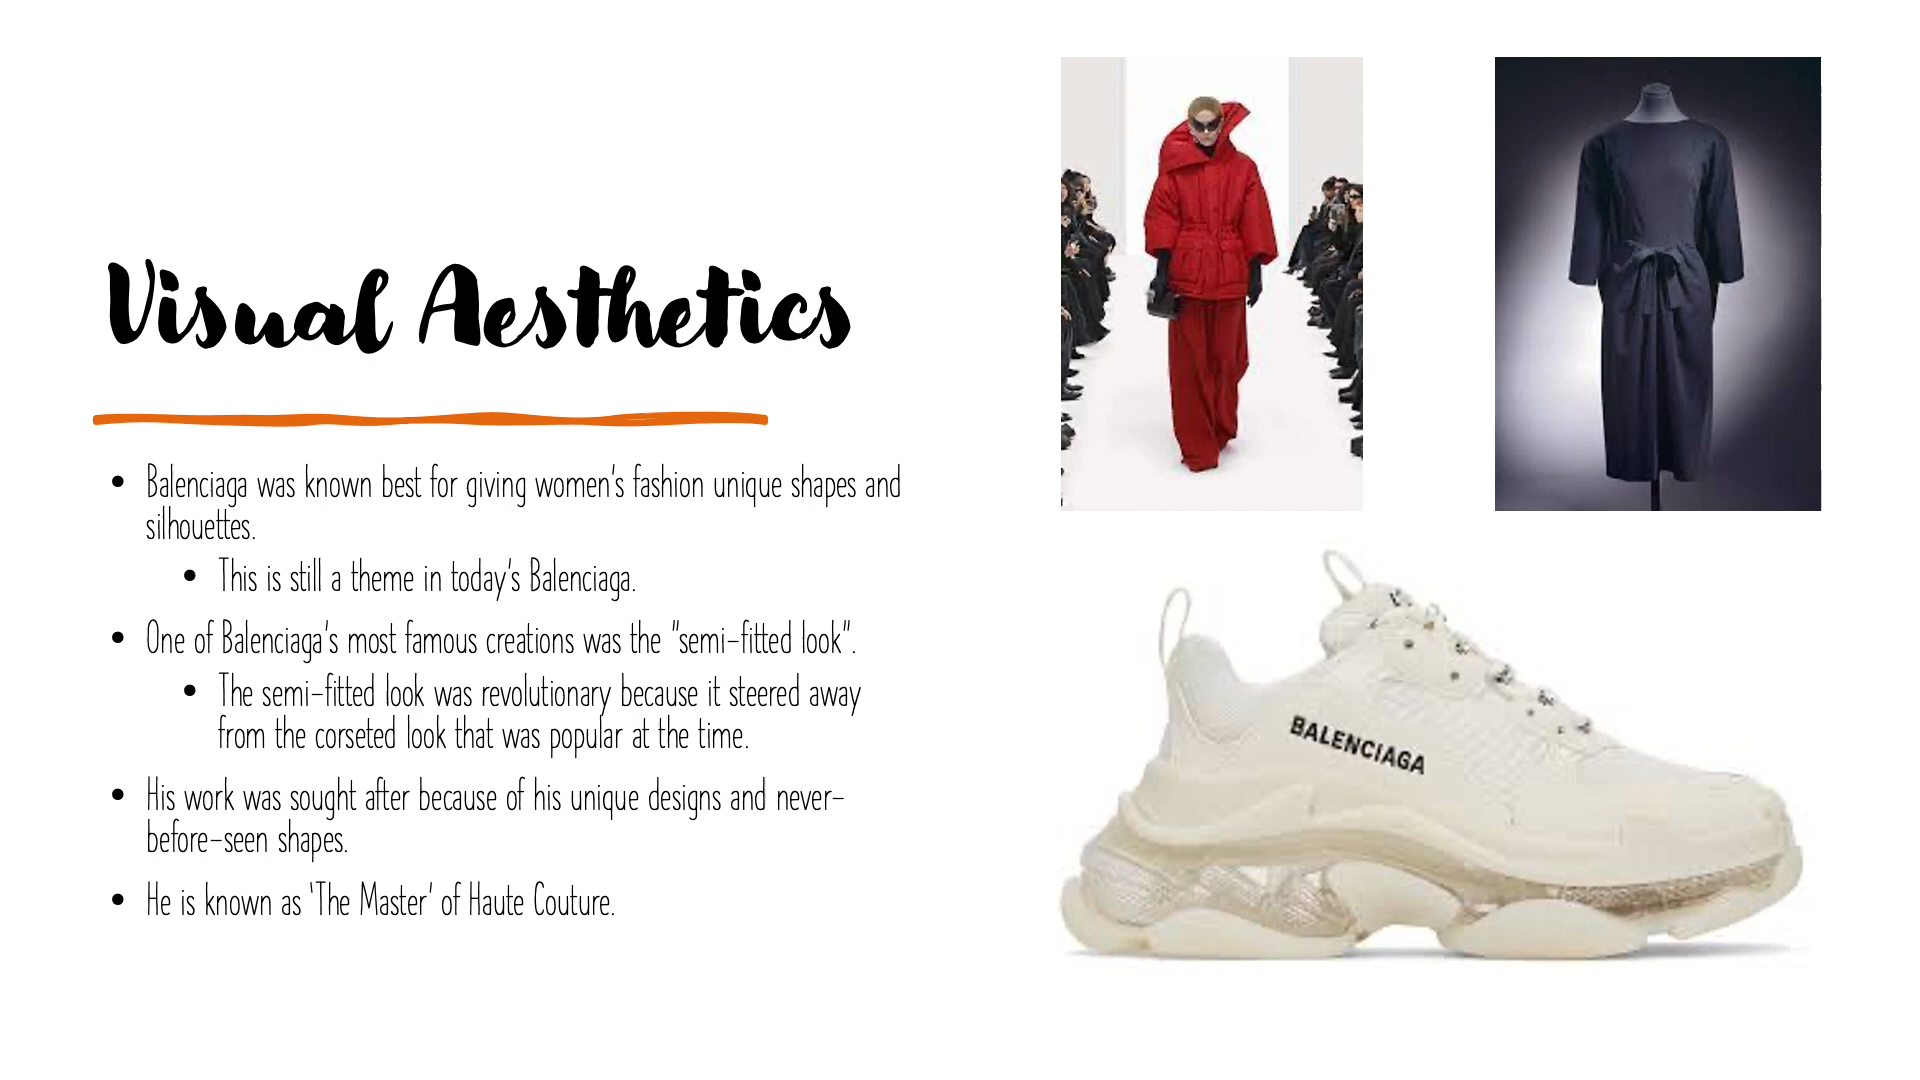 Visual Aesthetics
• Balenciaga was known best for giving women's fashion unique shapes and
silhouettes.
• This is still a theme in today's Balenciaga.
• One of Balenciaga's most famous creations was the "semi-fitted look".
• The semi-fitted look was revolutionary because it steered away
from the corseted look that was popular at the time.
• His work was sought after because of his unique designs and never-
before-seen shapes.
• He is known as 'The Master' of Haute Couture.
BALENCIAGA